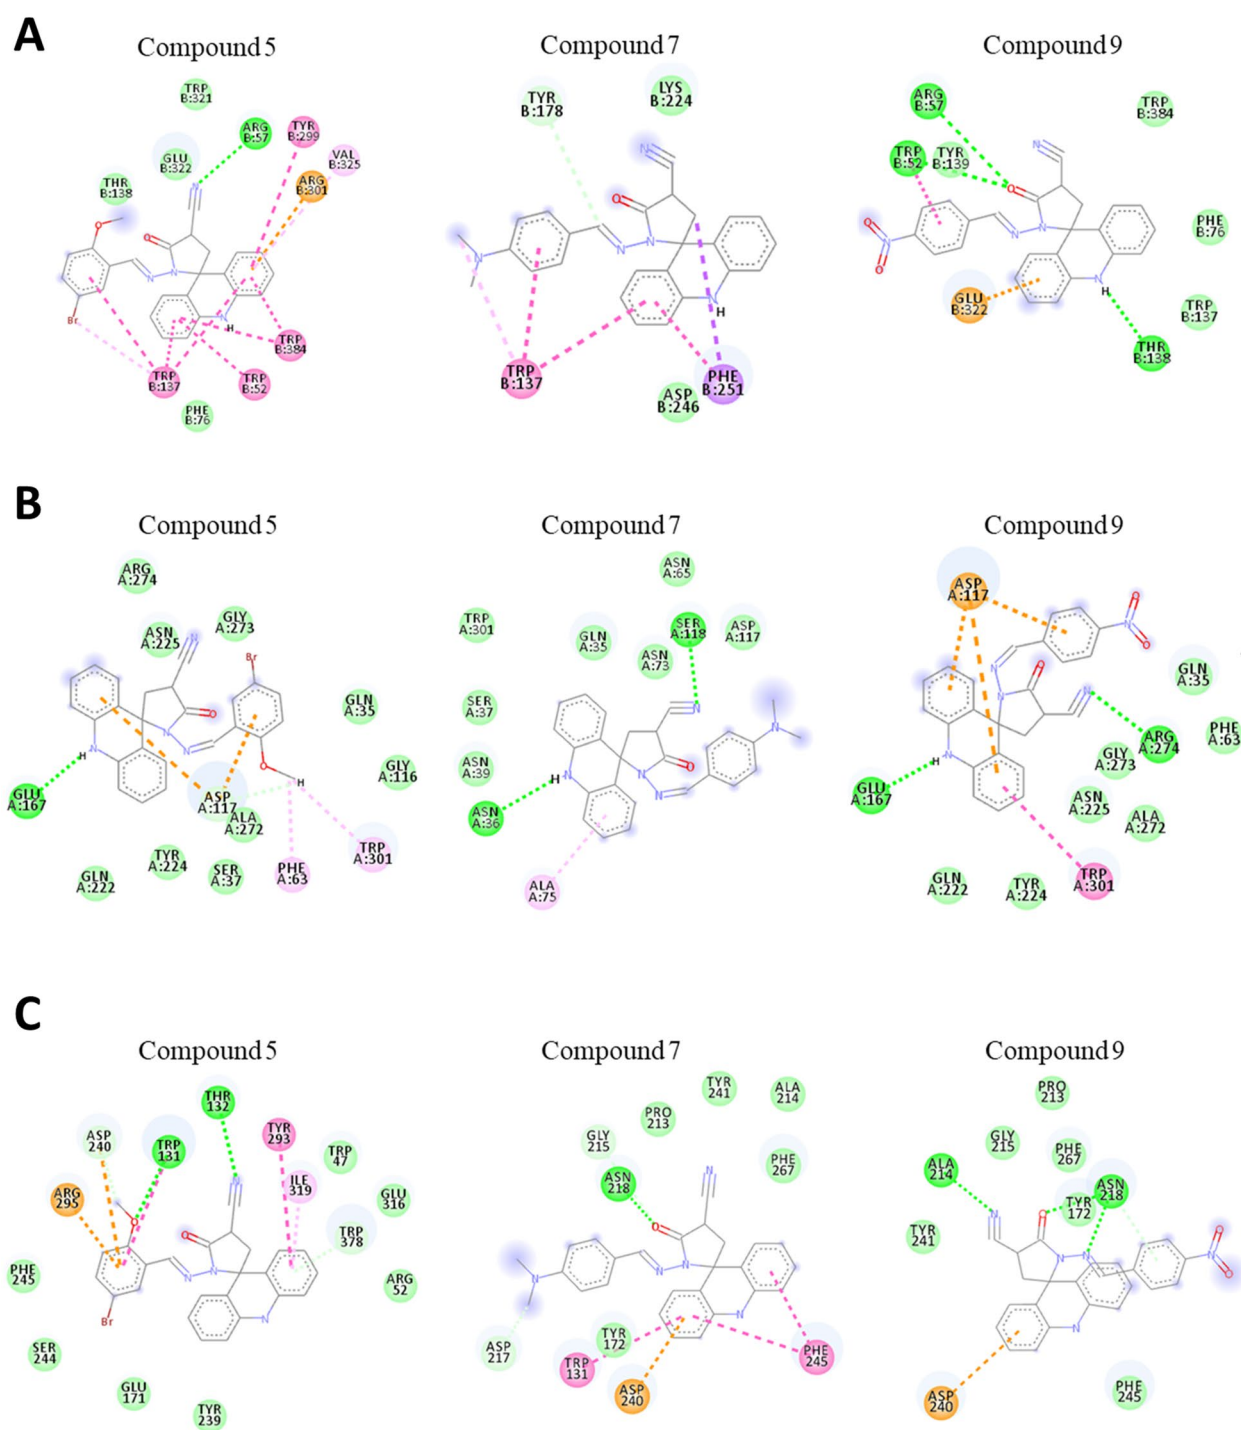 A
Compound 5
Compound 7
Compound 9
TRP
B:321
ARG
B:57
TYR
B:299
GLU
B:322
VAL
B:325
ARG
B:301
THR
B:138
N
O
O
N
N
N
H
Br
TRP
B:384
TRP
B:137
TRP
B:52
PHE
B:76
TYR
B:178
LYS
B:224
N
O
N
N
N
N
H
TRP
B:137
ASP
B:246
PHE
B:251
ARG
B:57
TRP
B:384
TRP
B:52
TYR
B:139
N
O
N
N
O
N
O
N
H
PHE
B:76
GLU
B:322
TRP
B:137
THR
B:138
B
Compound 5
Compound 7
Compound 9
ARG
A:274
ASN
A:225
GLY
A:273
N
Br
O
N
N
N
H
O
H
GLN
A:35
GLY
A:116
GLU
A:167
ASP
A:117
ALA
A:272
TRP
A:301
GLN
A:222
TYR
A:224
SER
A:37
PHE
A:63
ASN
A:65
TRP
A:301
GLN
A:35
SER
A:118
ASP
A:117
ASN
A:73
SER
A:37
ASN
A:39
N
N
H
N
O
N
N
ASN
A:36
ALA
A:75
ASP
A:117
O
N
O
N
N
O
N
N
H
GLN
A:35
ARG
A:274
PHE
A:63
GLY
A:273
GLU
A:167
ASN
A:225
ALA
A:272
GLN
A:222
TYR
A:224
TRP
A:301
C
Compound 5
Compound 7
Compound 9
THR
132
ASP
240
TRP
131
TYR
293
TRP
47
ARG
295
ILE
319
GLU
316
TRP
378
N
O
O
N
N
N
Br
PHE
245
ARG
52
SER
244
GLU
171
TYR
239
TYR
241
ALA
214
PRO
213
GLY
215
PHE
267
ASN
218
N
O
N
N
N
N
ASP
217
TYR
172
TRP
131
PHE
245
ASP
240
PRO
213
GLY
215
PHE
267
ALA
214
ASN
218
TYR
172
TYR
241
N
O
N
N
O
N
O
N
ASP
240
PHE
245